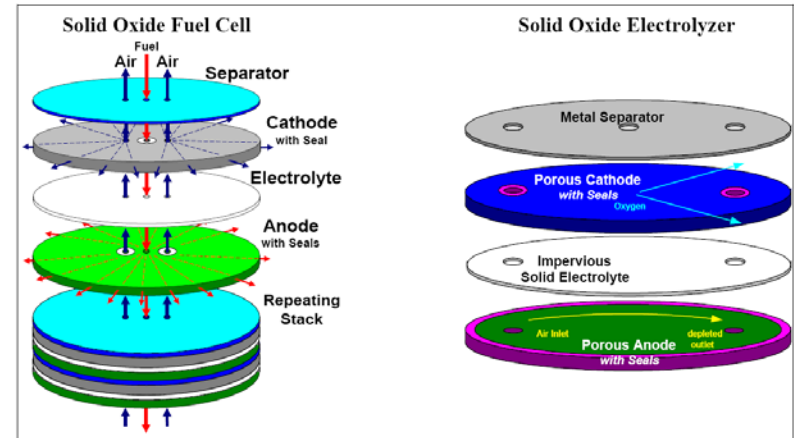 Solid Oxide Fuel Cell
Fuel
Air Air
Separator
Cathode
with Seal
Electrolyte
Anode
with Seals
Repeating
Stack
Solid Oxide Electrolyzer
Metal Separator
Porous Cathode
with Seals
Oxygen
Impervious
Solid Electrolyte
Air Inlet
depleted
outlet
Porous Anode
with Seals